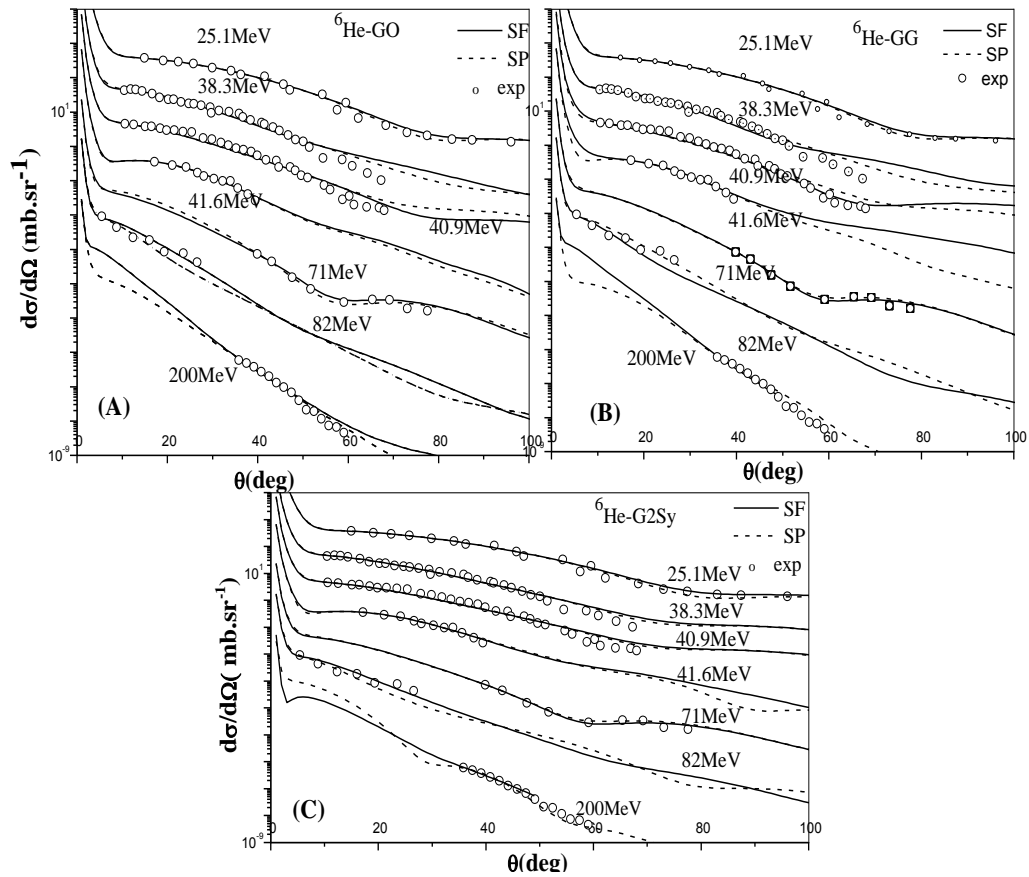 ⁶He-GO
SF
SP
exp
25.1MeV
38.3MeV
40.9MeV
41.6MeV
71MeV
82MeV
200MeV
(A)
dσ/dΩ (mb.sr⁻¹)
10¹
10⁻⁹
0 20 40 60 80 100
θ(deg)
⁶He-GG
SF
SP
exp
25.1MeV
38.3MeV
40.9MeV
41.6MeV
71MeV
82MeV
200MeV
(B)
10¹
10⁻⁹
0 20 40 60 80 100
θ(deg)
⁶He-G2Sy
SF
SP
exp
25.1MeV
38.3MeV
40.9MeV
41.6MeV
71MeV
82MeV
200MeV
(C)
dσ/dΩ( mb.sr⁻¹)
10¹
10⁻⁹
0 20 40 60 80 100
θ(deg)